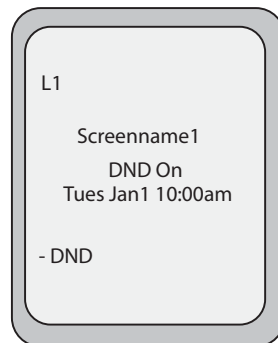 L1
Screenname1
DND On
Tues Jan1 10:00am
- DND